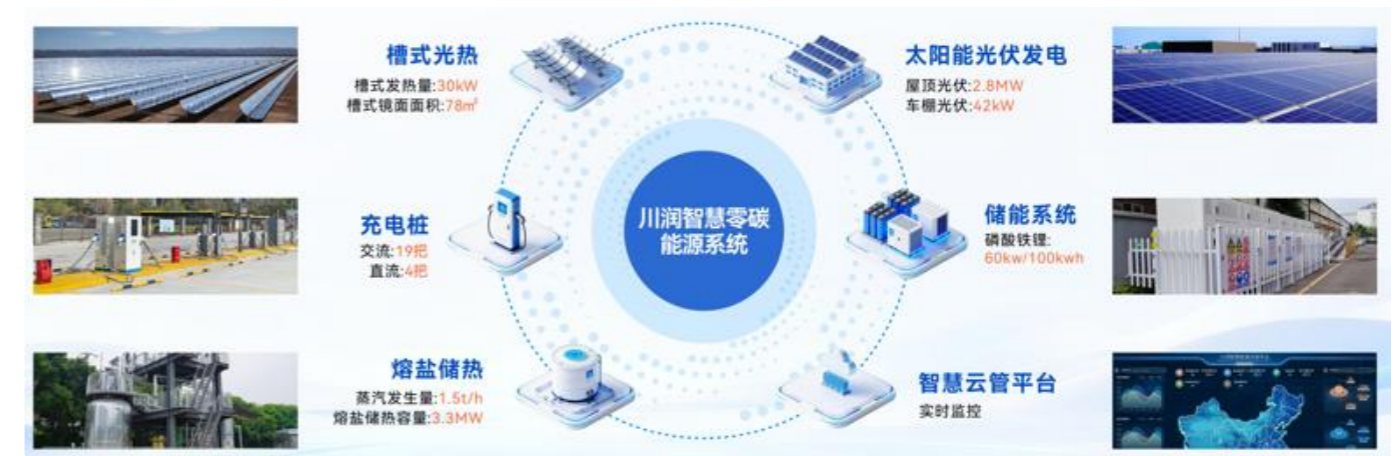 槽式光热
槽式发热量:30kW
槽式镜面面积:78㎡
太阳能光伏发电
屋顶光伏:2.8MW
车棚光伏:42kW
充电桩
交流:19把
直流:4把
川润智慧零碳
能源系统
储能系统
磷酸铁锂:
60kw/100kwh
熔盐储热
蒸汽发生量:1.5t/h
熔盐储热容量:3.3MW
智慧云管平台
实时监控